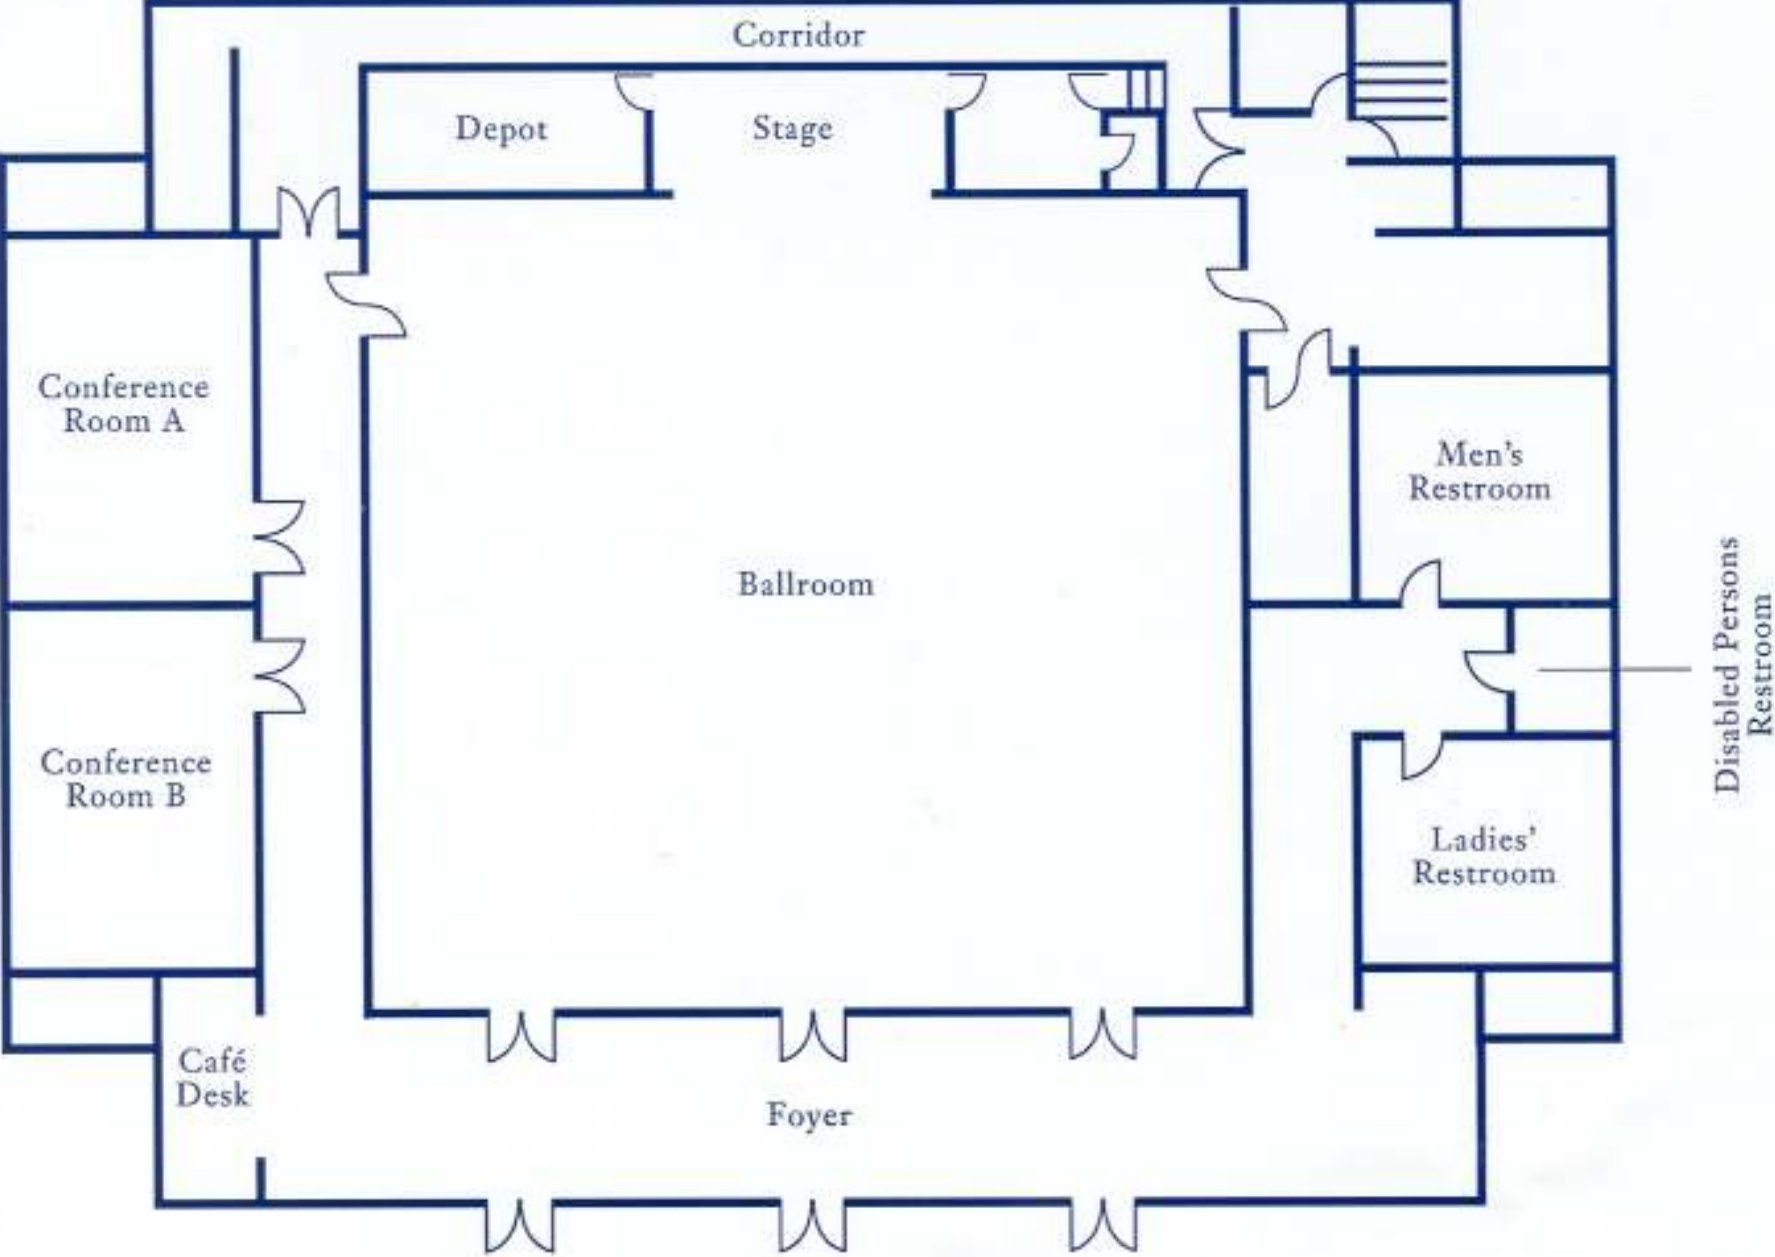 Corridor
Depot
Stage
Conference
Room A
Men's
Restroom
Ballroom
Disabled Persons
Restroom
Conference
Room B
Ladies'
Restroom
Café
Desk
Foyer